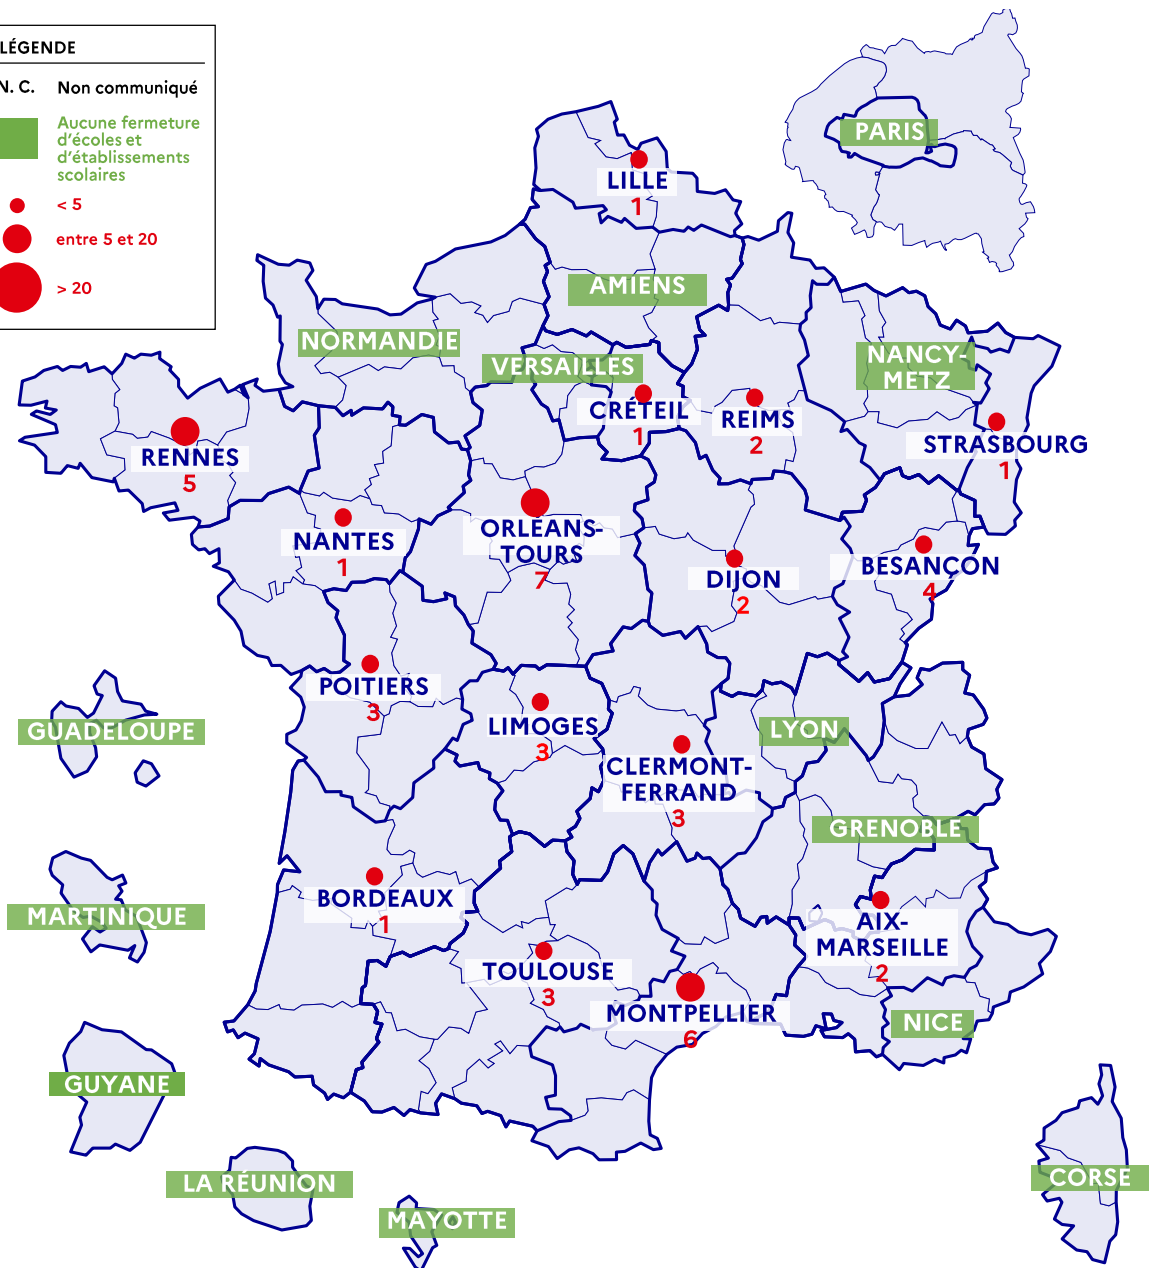 LÉGENDE
N. C. Non communiqué
Aucune fermeture
d'écoles et
d'établissements
scolaires
< 5
entre 5 et 20
> 20
PARIS
LILLE
1
AMIENS
NORMANDIE
VERSAILLES
NANCY-
METZ
CRÉTEIL
1
REIMS
2
STRASBOURG
1
RENNES
5
NANTES
1
ORLÉANS-
TOURS
7
DIJON
2
BESANÇON
4
POITIERS
3
LIMOGES
3
GUADELOUPE
LYON
CLERMONT-
FERRAND
3
GRENOBLE
BORDEAUX
1
MARTINIQUE
AIX-
MARSEILLE
2
TOULOUSE
3
MONTPELLIER
6
NICE
GUYANE
LA RÉUNION
CORSE
MAYOTTE